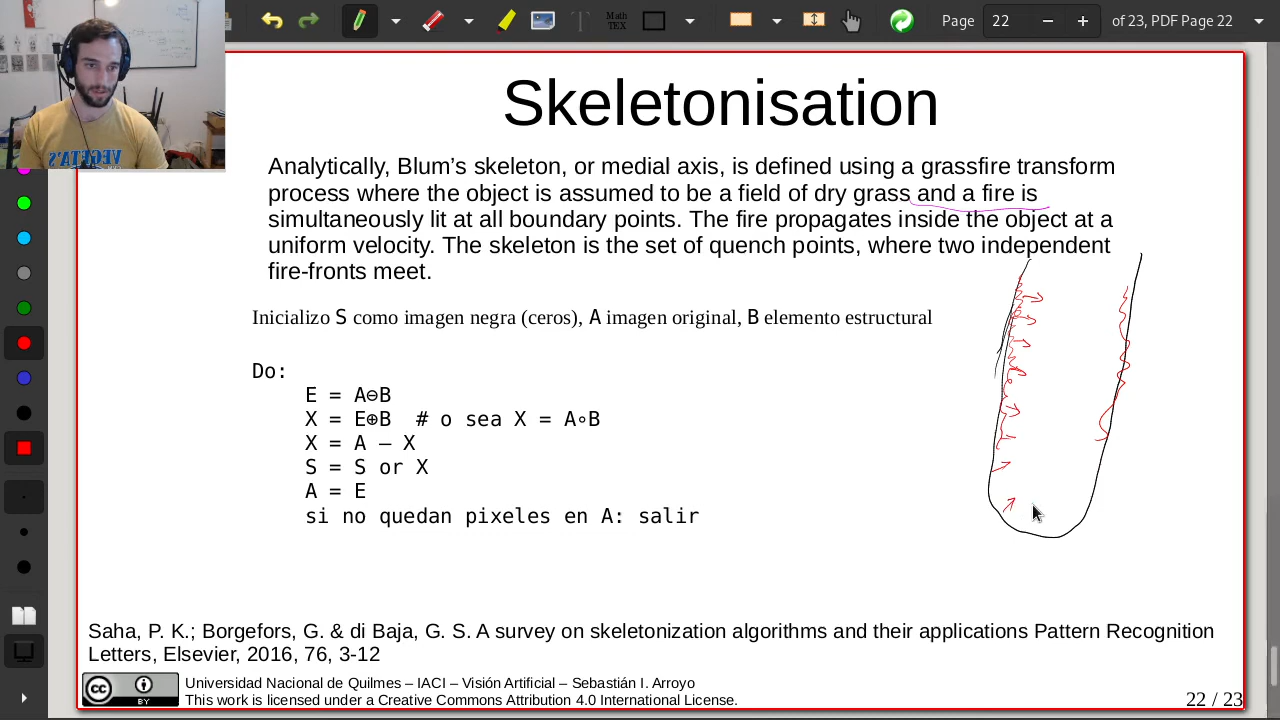 Math
TEX
Page 22 of 23, PDF Page 22
VEGETA'S
Skeletonisation
Analytically, Blum's skeleton, or medial axis, is defined using a grassfire transform
process where the object is assumed to be a field of dry grass and a fire is
simultaneously lit at all boundary points. The fire propagates inside the object at a
uniform velocity. The skeleton is the set of quench points, where two independent
fire-fronts meet.
Inicializo S como imagen negra (ceros), A imagen original, B elemento estructural
Do:
E = A⊖B
X = E⊕B # o sea X = A∘B
X = A – X
S = S or X
A = E
si no quedan pixeles en A: salir
Saha, P. K.; Borgefors, G. & di Baja, G. S. A survey on skeletonization algorithms and their applications Pattern Recognition
Letters, Elsevier, 2016, 76, 3-12
cc BY
Universidad Nacional de Quilmes – IACI – Visión Artificial – Sebastián I. Arroyo
This work is licensed under a Creative Commons Attribution 4.0 International License.
22 / 23